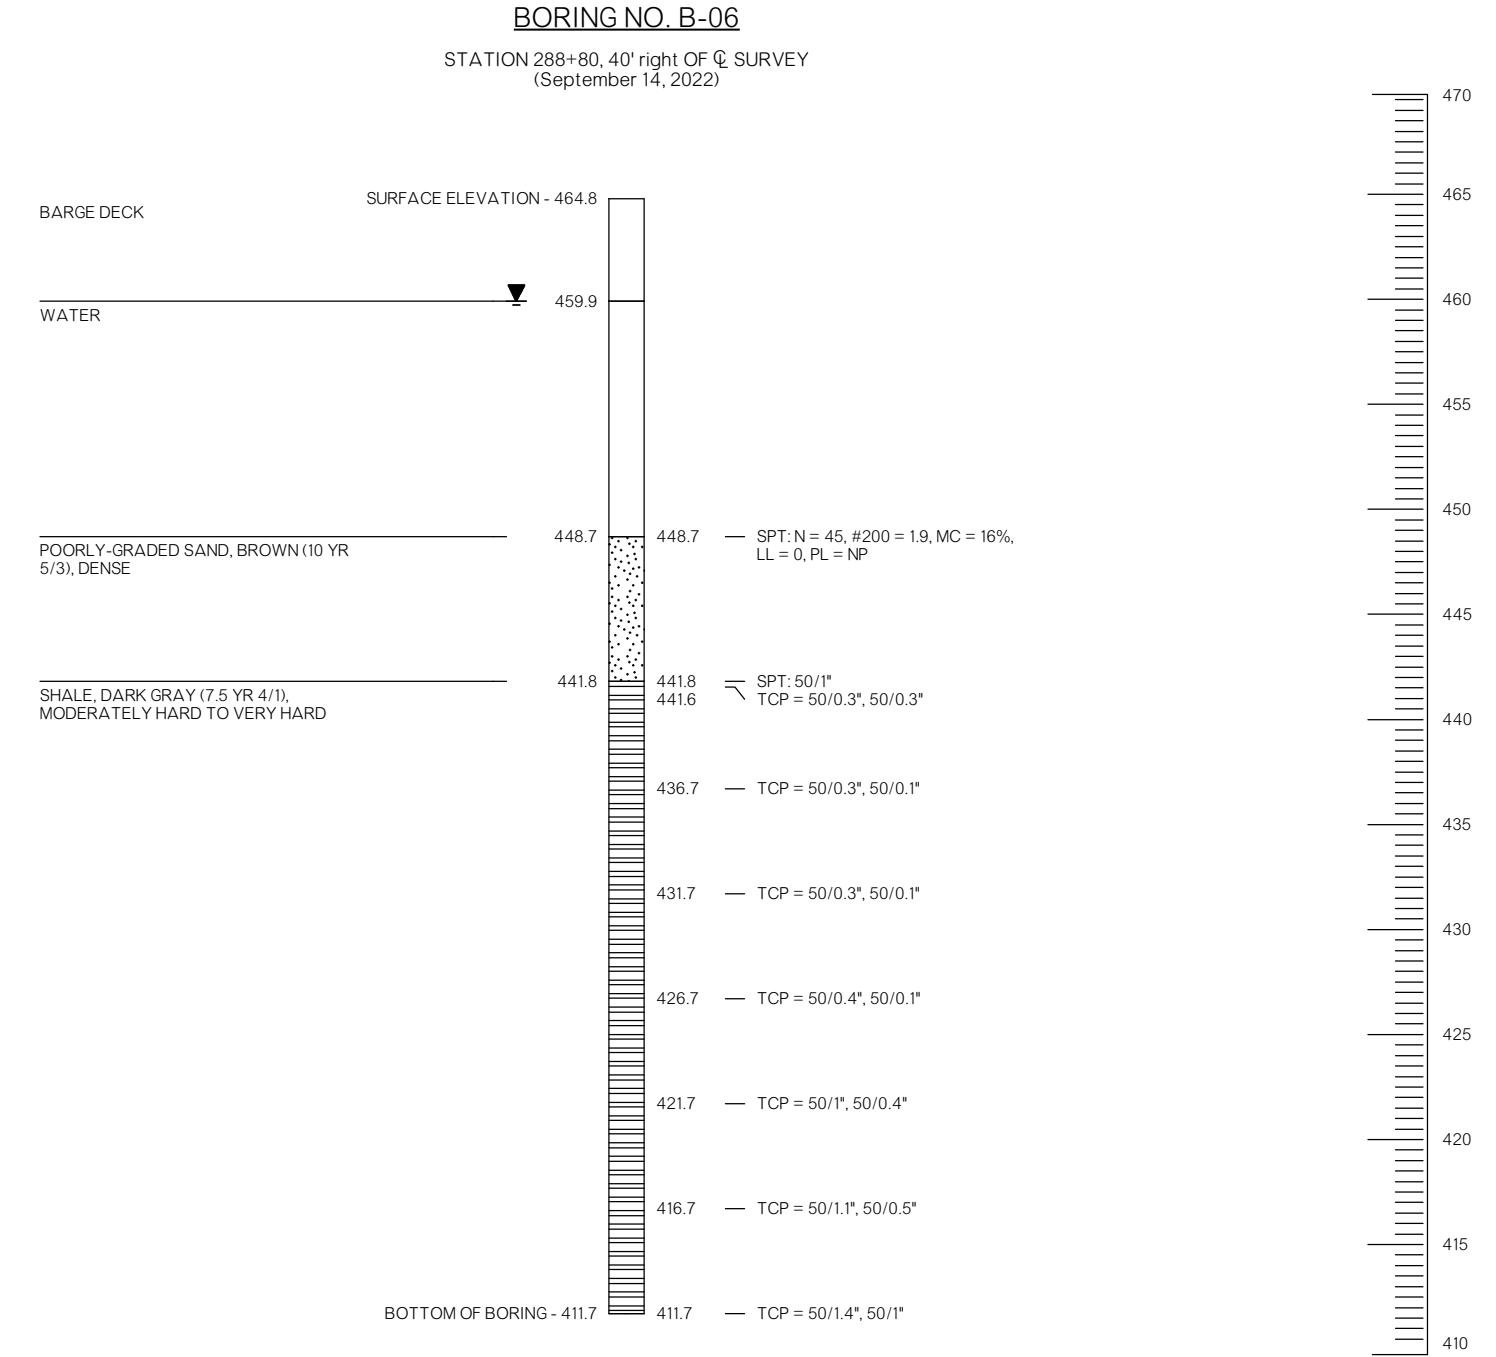 BORING NO. B-06
STATION 288+80, 40' right OF ℄ SURVEY
(September 14, 2022)
470
465
460
455
450
445
440
435
430
425
420
415
410
SURFACE ELEVATION - 464.8
BARGE DECK
459.9
WATER
448.7
448.7
SPT: N = 45, #200 = 1.9, MC = 16%,
LL = 0, PL = NP
POORLY-GRADED SAND, BROWN (10 YR
5/3), DENSE
441.8
441.8
SPT: 50/1"
441.6
TCP = 50/0.3", 50/0.3"
SHALE, DARK GRAY (7.5 YR 4/1),
MODERATELY HARD TO VERY HARD
436.7
TCP = 50/0.3", 50/0.1"
431.7
TCP = 50/0.3", 50/0.1"
426.7
TCP = 50/0.4", 50/0.1"
421.7
TCP = 50/1", 50/0.4"
416.7
TCP = 50/1.1", 50/0.5"
BOTTOM OF BORING - 411.7
411.7
TCP = 50/1.4", 50/1"